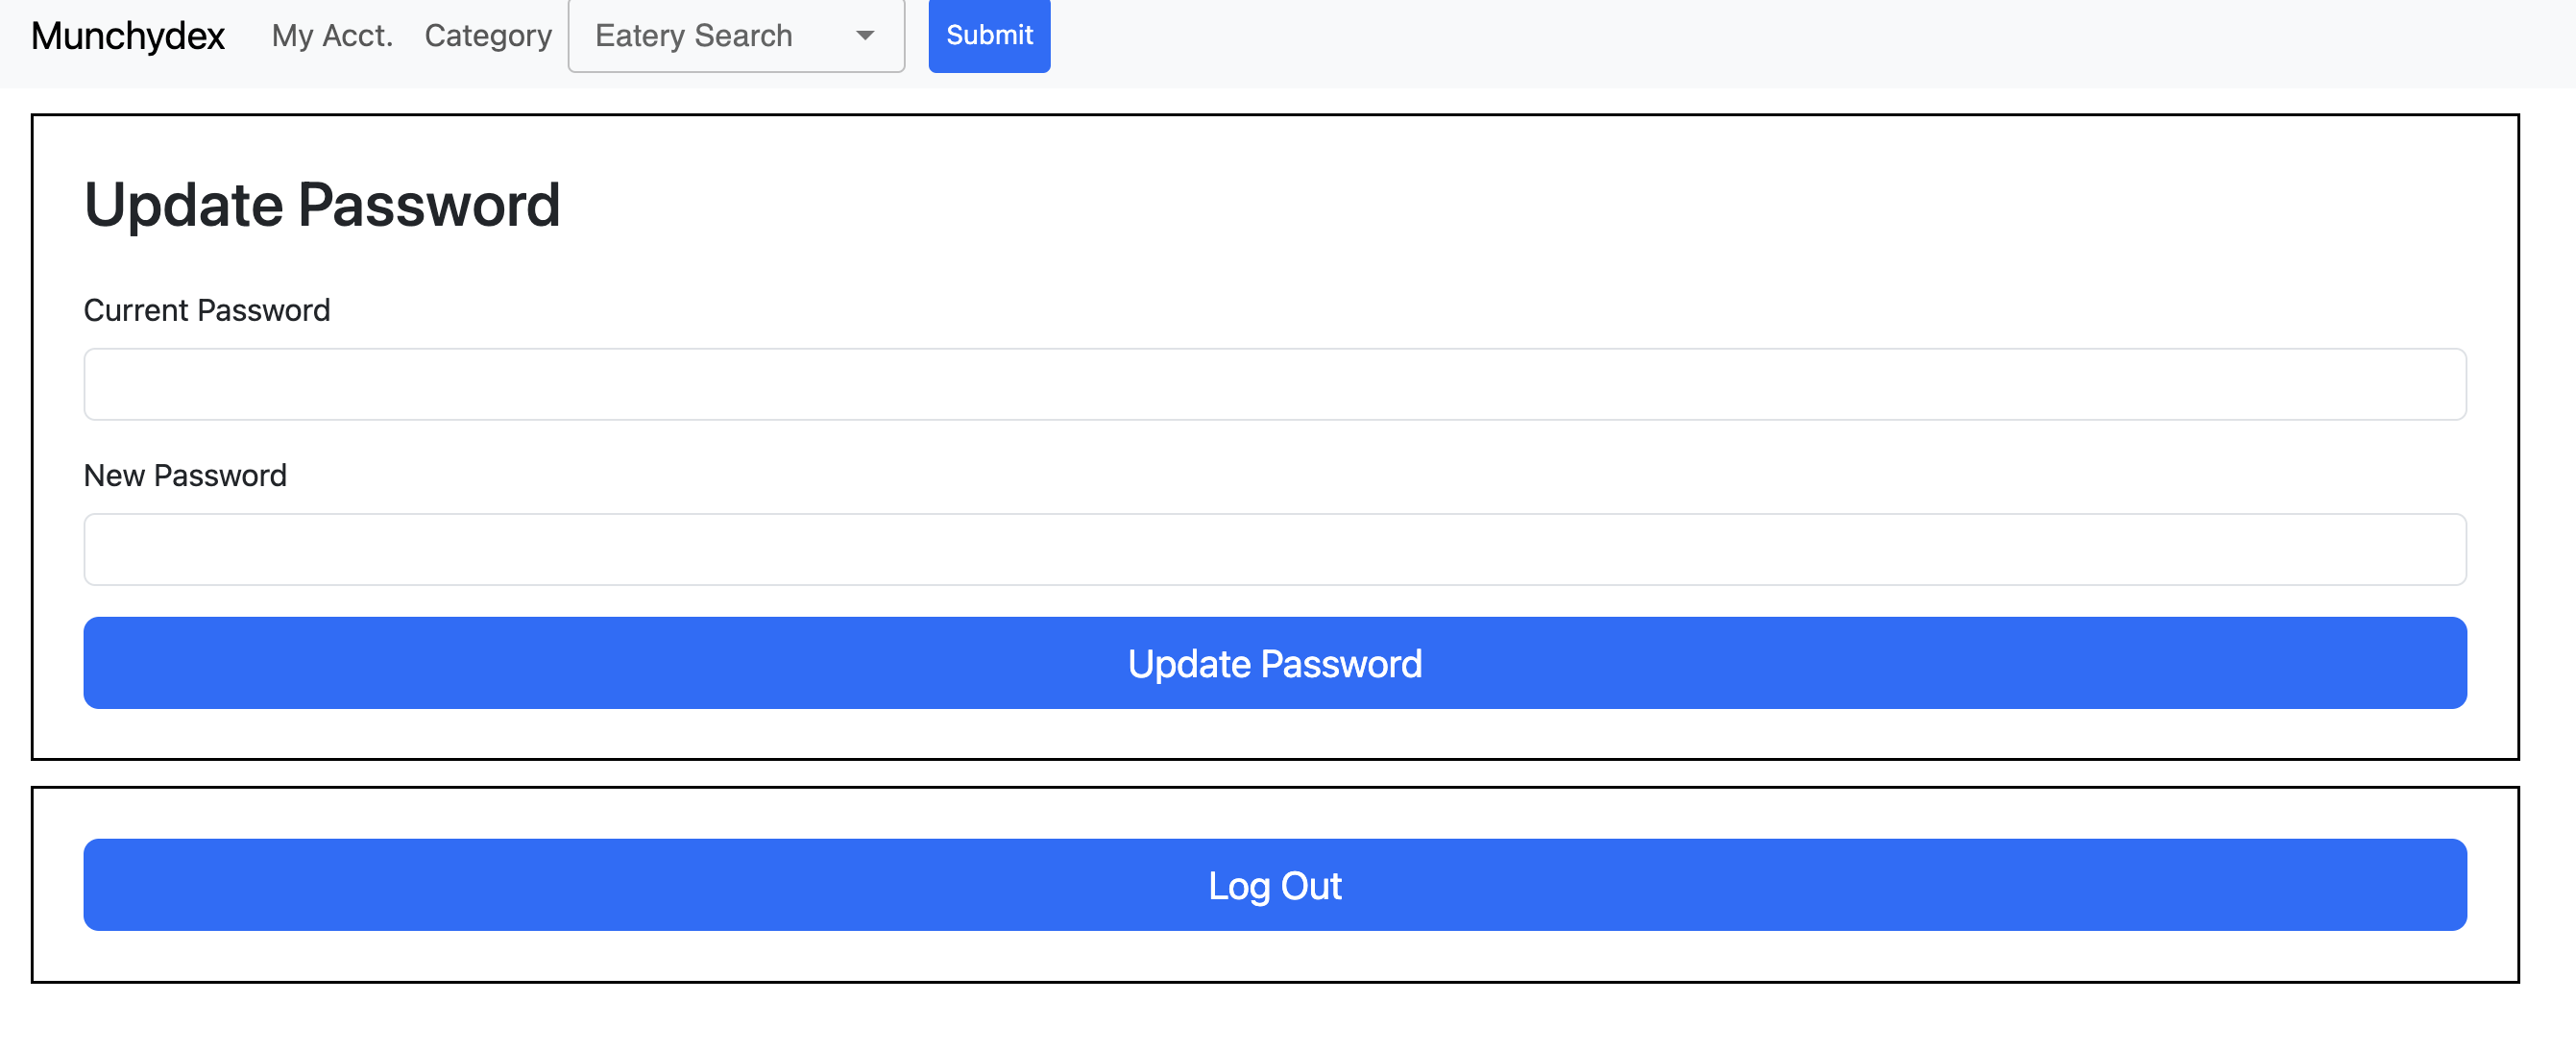 Munchydex My Acct. Category Eatery Search Submit
Update Password
Current Password
New Password
Update Password
Log Out